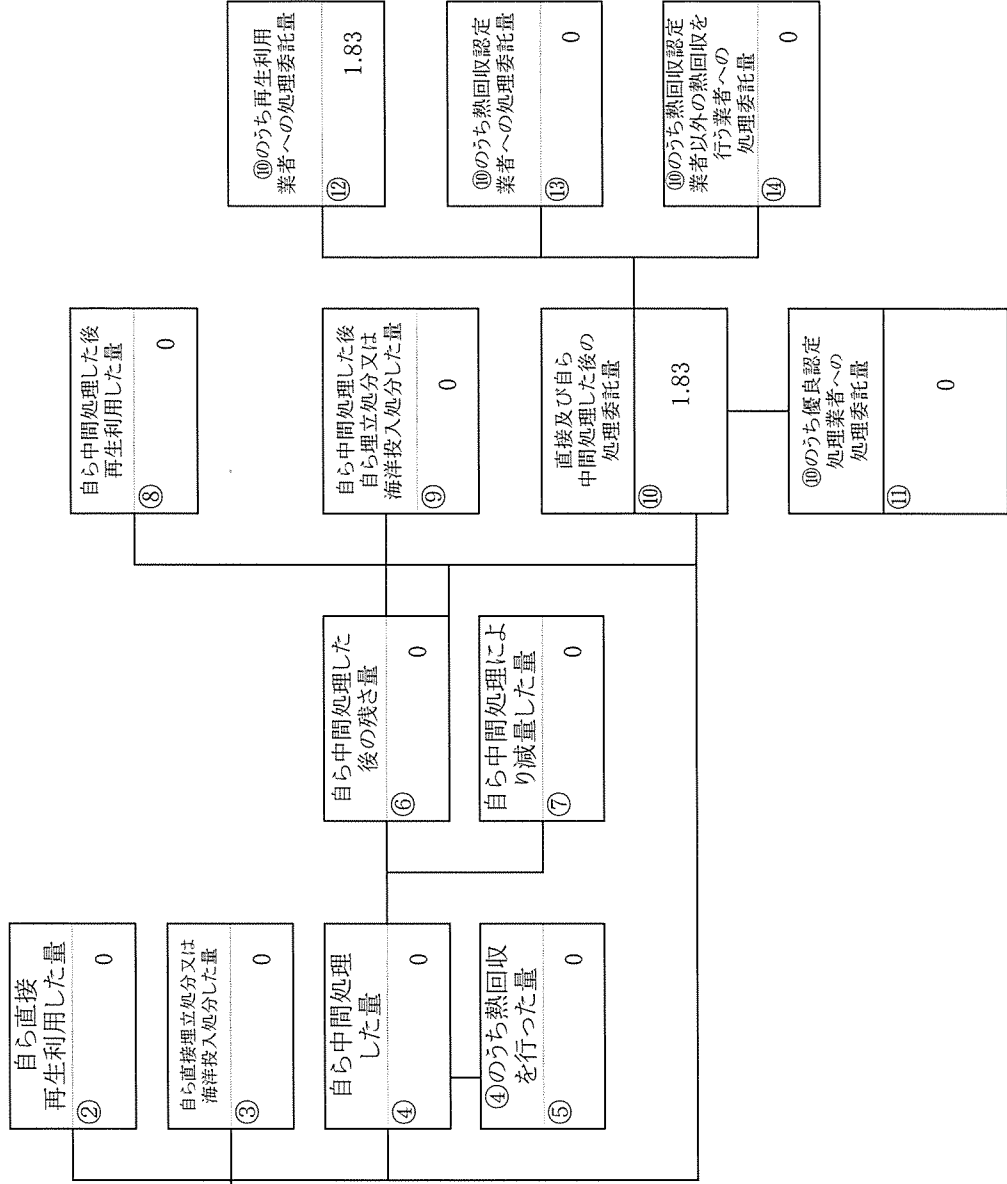 自ら直接
再生利用した量
②
0
自ら直接埋立処分又は
海洋投入処分した量
③
0
自ら中間処理
した量
④
0
④のうち熱回収
を行った量
⑤
0
自ら中間処理した
後の残さ量
⑥
0
自ら中間処理によ
り減量した量
⑦
0
自ら中間処理した後
再生利用した量
⑧
0
自ら中間処理した後
自ら埋立処分又は
海洋投入処分した量
⑨
0
直接及び自ら
中間処理した後の
処理委託量
⑩
1.83
⑩のうち優良認定
処理業者への
処理委託量
⑪
0
⑩のうち再生利用
業者への処理委託量
⑫
1.83
⑩のうち熱回収認定
業者への処理委託量
⑬
0
⑩のうち熱回収認定
業者以外の熱回収を
行う業者への
処理委託量
⑭
0